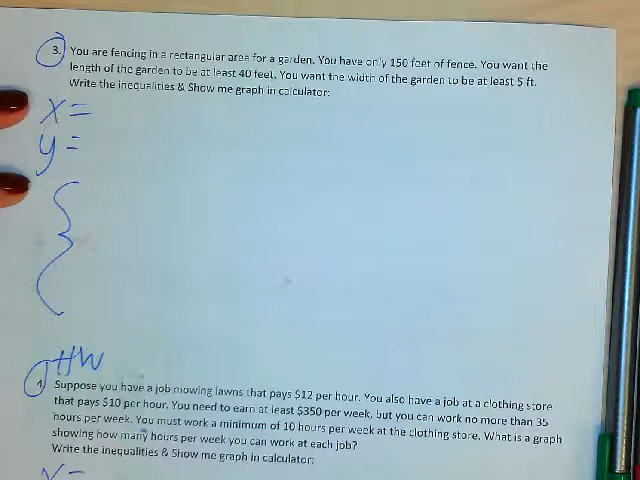 3. You are fencing in a rectangular area for a garden. You have only 150 feet of fence. You want the
length of the garden to be at least 40 feet. You want the width of the garden to be at least 5 ft.
Write the inequalities & Show me graph in calculator:
x=
y=
HW
4. Suppose you have a job mowing lawns that pays $12 per hour. You also have a job at a clothing store
that pays $10 per hour. You need to earn at least $350 per week, but you can work no more than 35
hours per week. You must work a minimum of 10 hours per week at the clothing store. What is a graph
showing how many hours per week you can work at each job?
Write the inequalities & Show me graph in calculator: